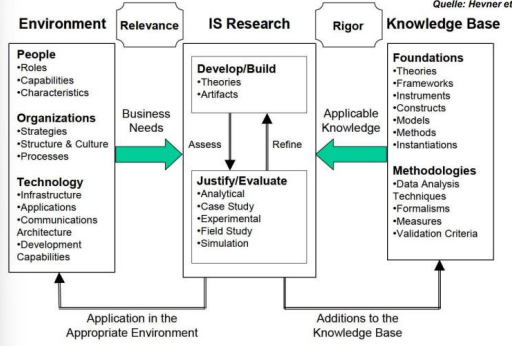 Quelle: Hevner et
Environment
Relevance
IS Research
Rigor
Knowledge Base
People
•Roles
•Capabilities
•Characteristics
Organizations
•Strategies
•Structure & Culture
•Processes
Technology
•Infrastructure
•Applications
•Communications
Architecture
•Development
Capabilities
Business
Needs
Develop/Build
•Theories
•Artifacts
Assess
Refine
Justify/Evaluate
•Analytical
•Case Study
•Experimental
•Field Study
•Simulation
Applicable
Knowledge
Foundations
•Theories
•Frameworks
•Instruments
•Constructs
•Models
•Methods
•Instantiations
Methodologies
•Data Analysis
Techniques
•Formalisms
•Measures
•Validation Criteria
Application in the
Appropriate Environment
Additions to the
Knowledge Base